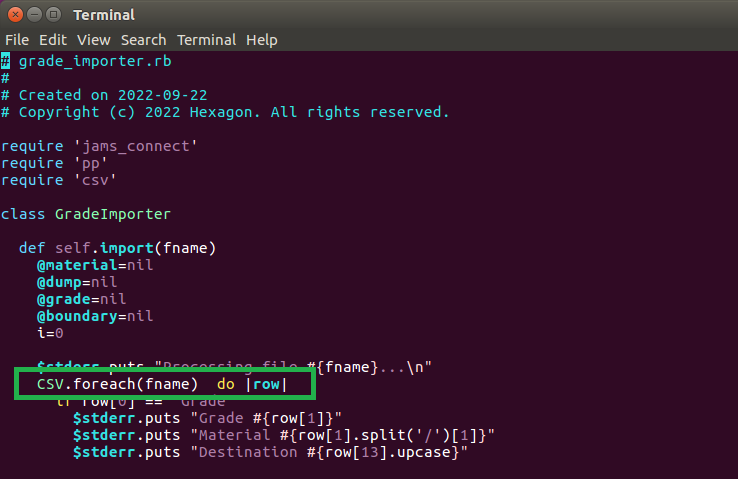 Terminal
File Edit View Search Terminal Help
# grade_importer.rb
#
# Created on 2022-09-22
# Copyright (c) 2022 Hexagon. All rights reserved.
require 'jams_connect'
require 'pp'
require 'csv'
class GradeImporter
def self.import(fname)
@material=nil
@dump=nil
@grade=nil
@boundary=nil
i=0
$stderr.puts "Processing file #{fname}...\n"
CSV.foreach(fname)  do |row|
if row[0] == "Grade"
$stderr.puts "Grade #{row[1]}"
$stderr.puts "Material #{row[1].split('/')[1]}"
$stderr.puts "Destination #{row[13].upcase}"